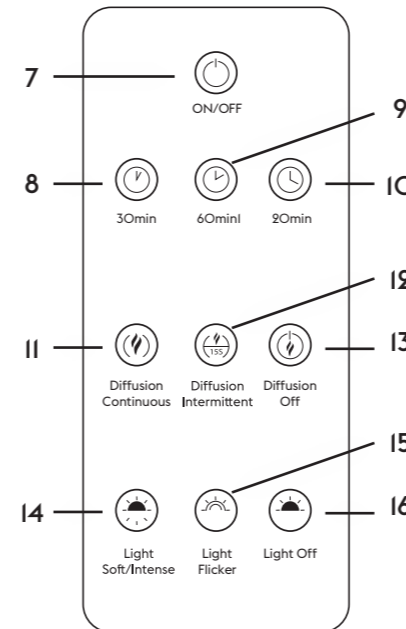 7
ON/OFF
9
8
10
30min 60minl 20min
12
11
(15S)
13
Diffusion Diffusion Diffusion
Continuous Intermittent Off
15
14
16
Light Light Light Off
Soft/Intense Flicker